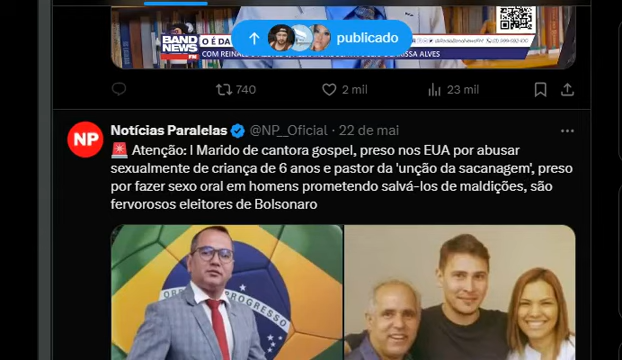 BAND
NEWS
FM
O É DA
publicado
740
2 mil
23 mil
NP
Notícias Paralelas @NP_Oficial · 22 de mai
Atenção: | Marido de cantora gospel, preso nos EUA por abusar
sexualmente de criança de 6 anos e pastor da 'unção da sacanagem', preso
por fazer sexo oral em homens prometendo salvá-los de maldições, são
fervorosos eleitores de Bolsonaro
PROGRESSO